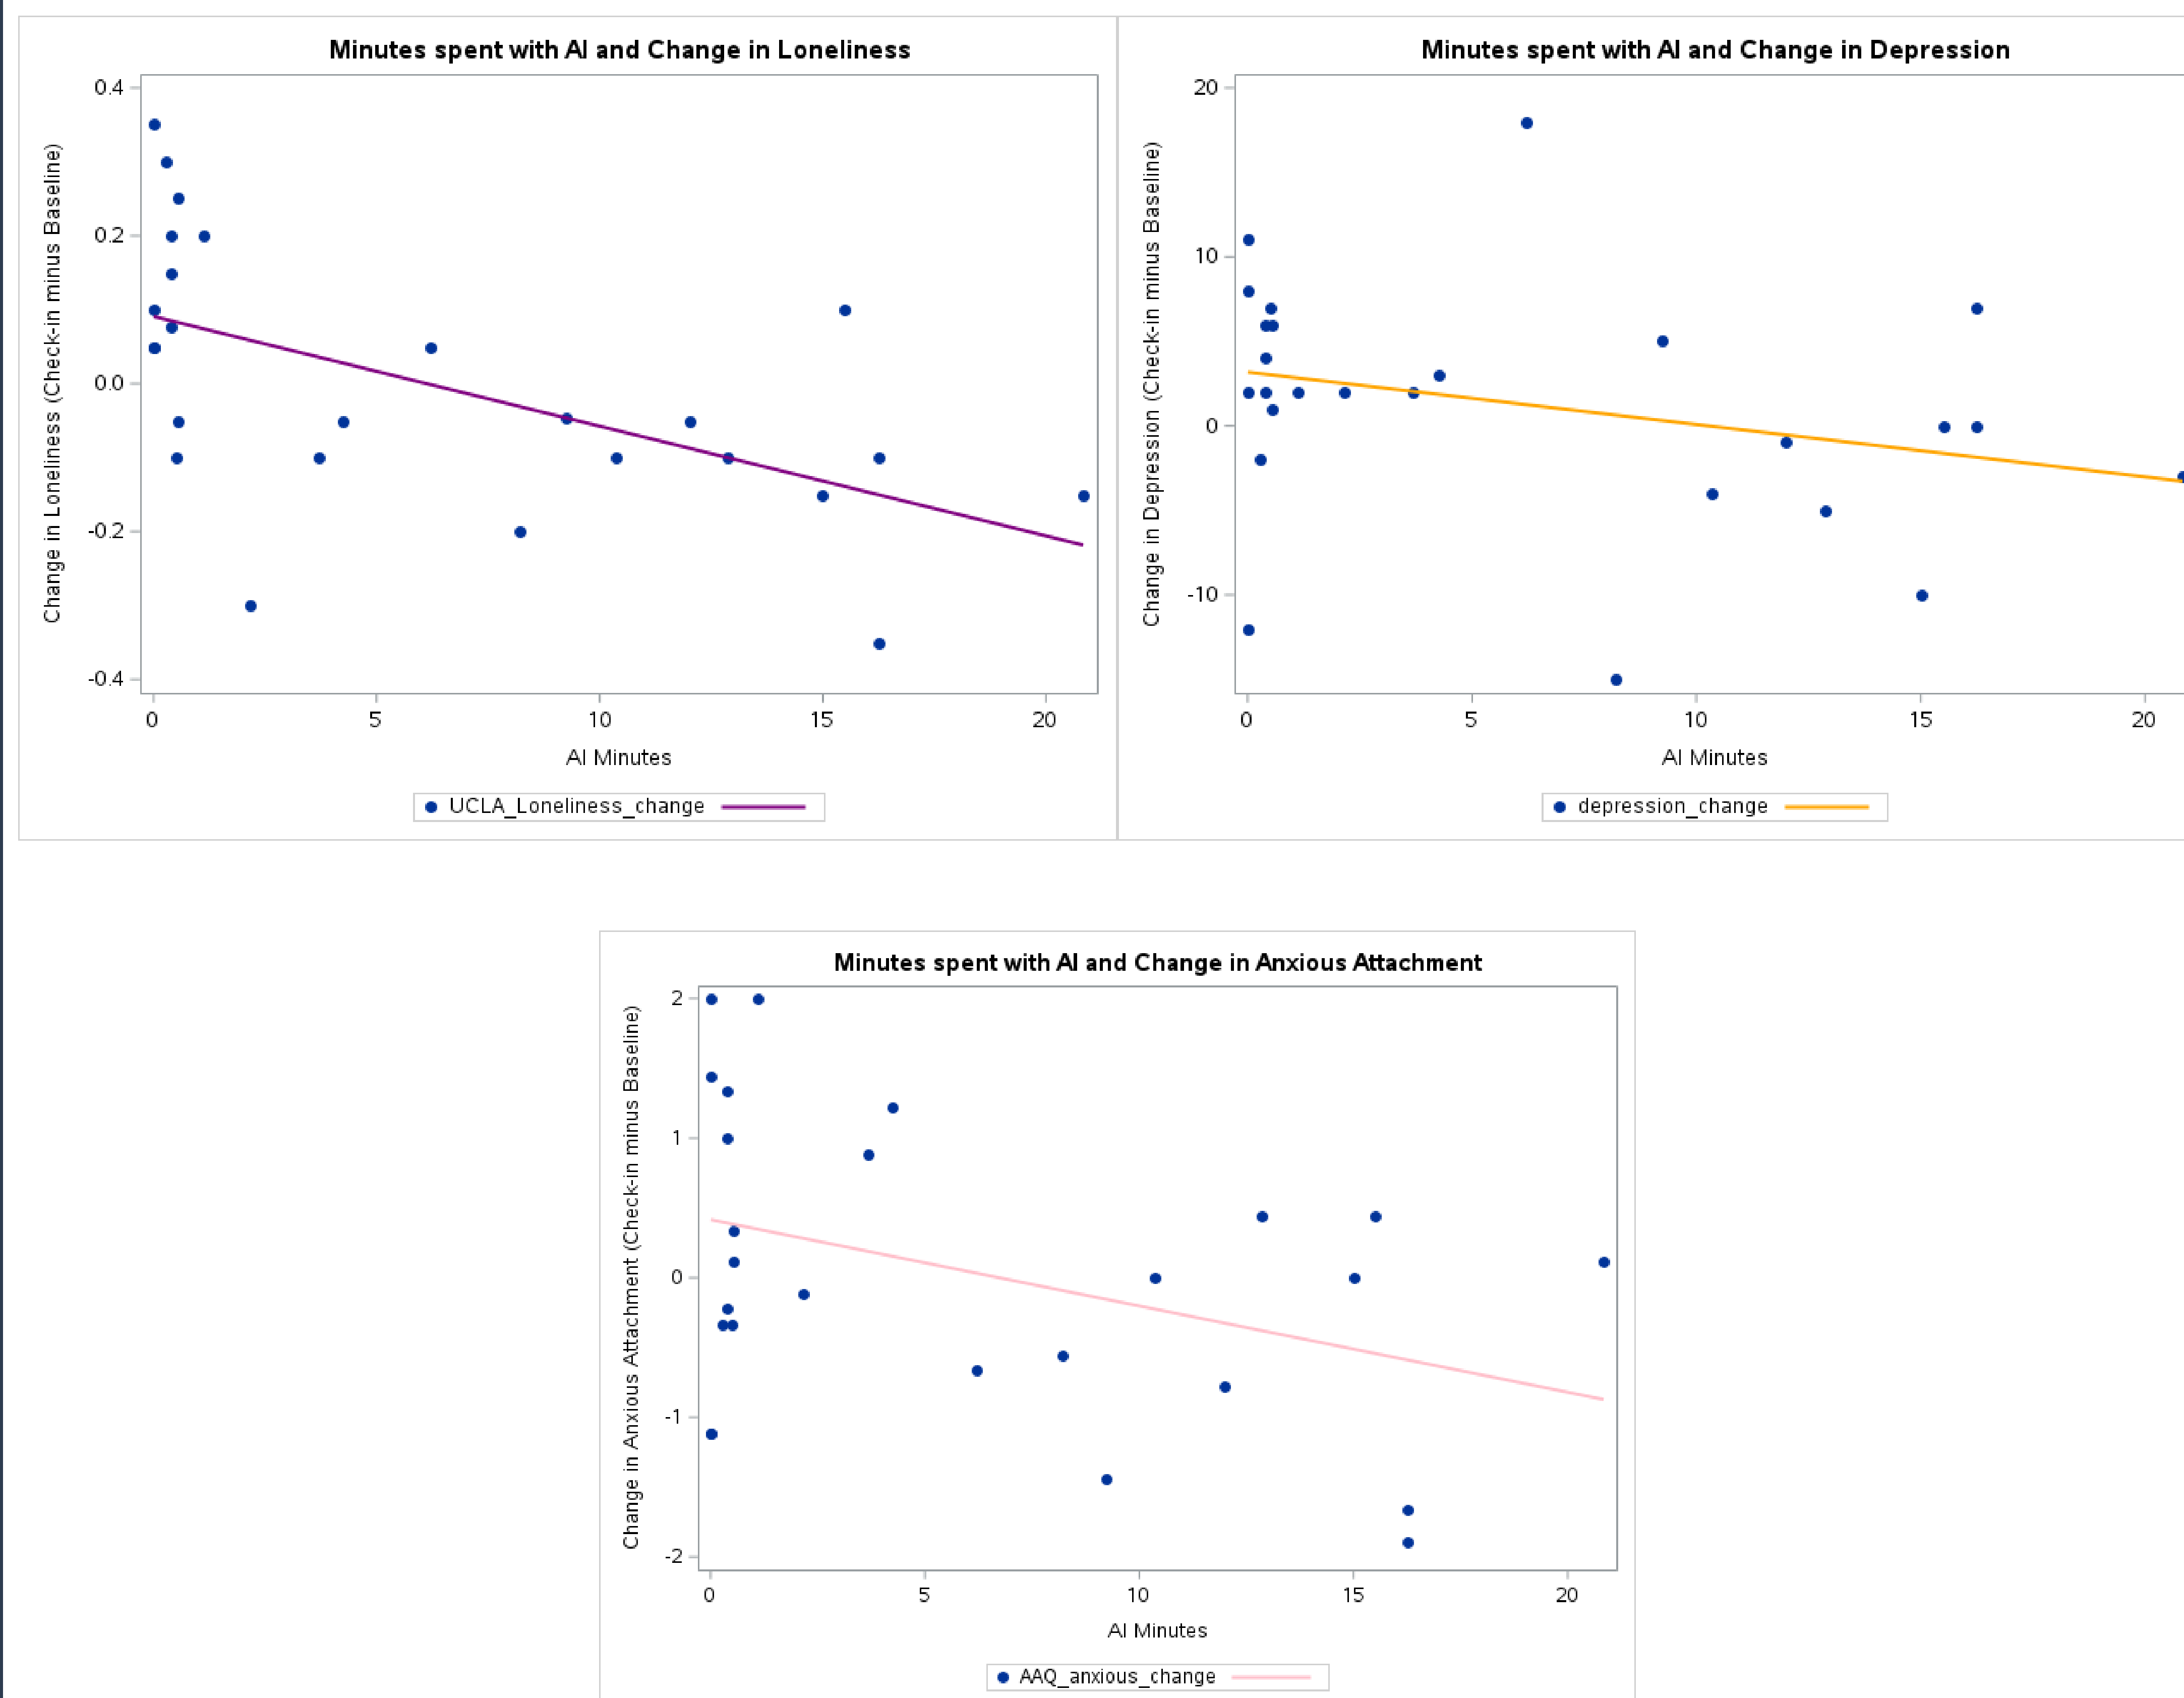 Minutes spent with AI and Change in Loneliness
Change in Loneliness (Check-in minus Baseline)
0.4
0.2
0.0
-0.2
-0.4
0 5 10 15 20
AI Minutes
UCLA_Loneliness_change
Minutes spent with AI and Change in Depression
Change in Depression (Check-in minus Baseline)
20
10
0
-10
0 5 10 15 20
AI Minutes
depression_change
Minutes spent with AI and Change in Anxious Attachment
Change in Anxious Attachment (Check-in minus Baseline)
2
1
0
-1
-2
0 5 10 15 20
AI Minutes
AAQ_anxious_change